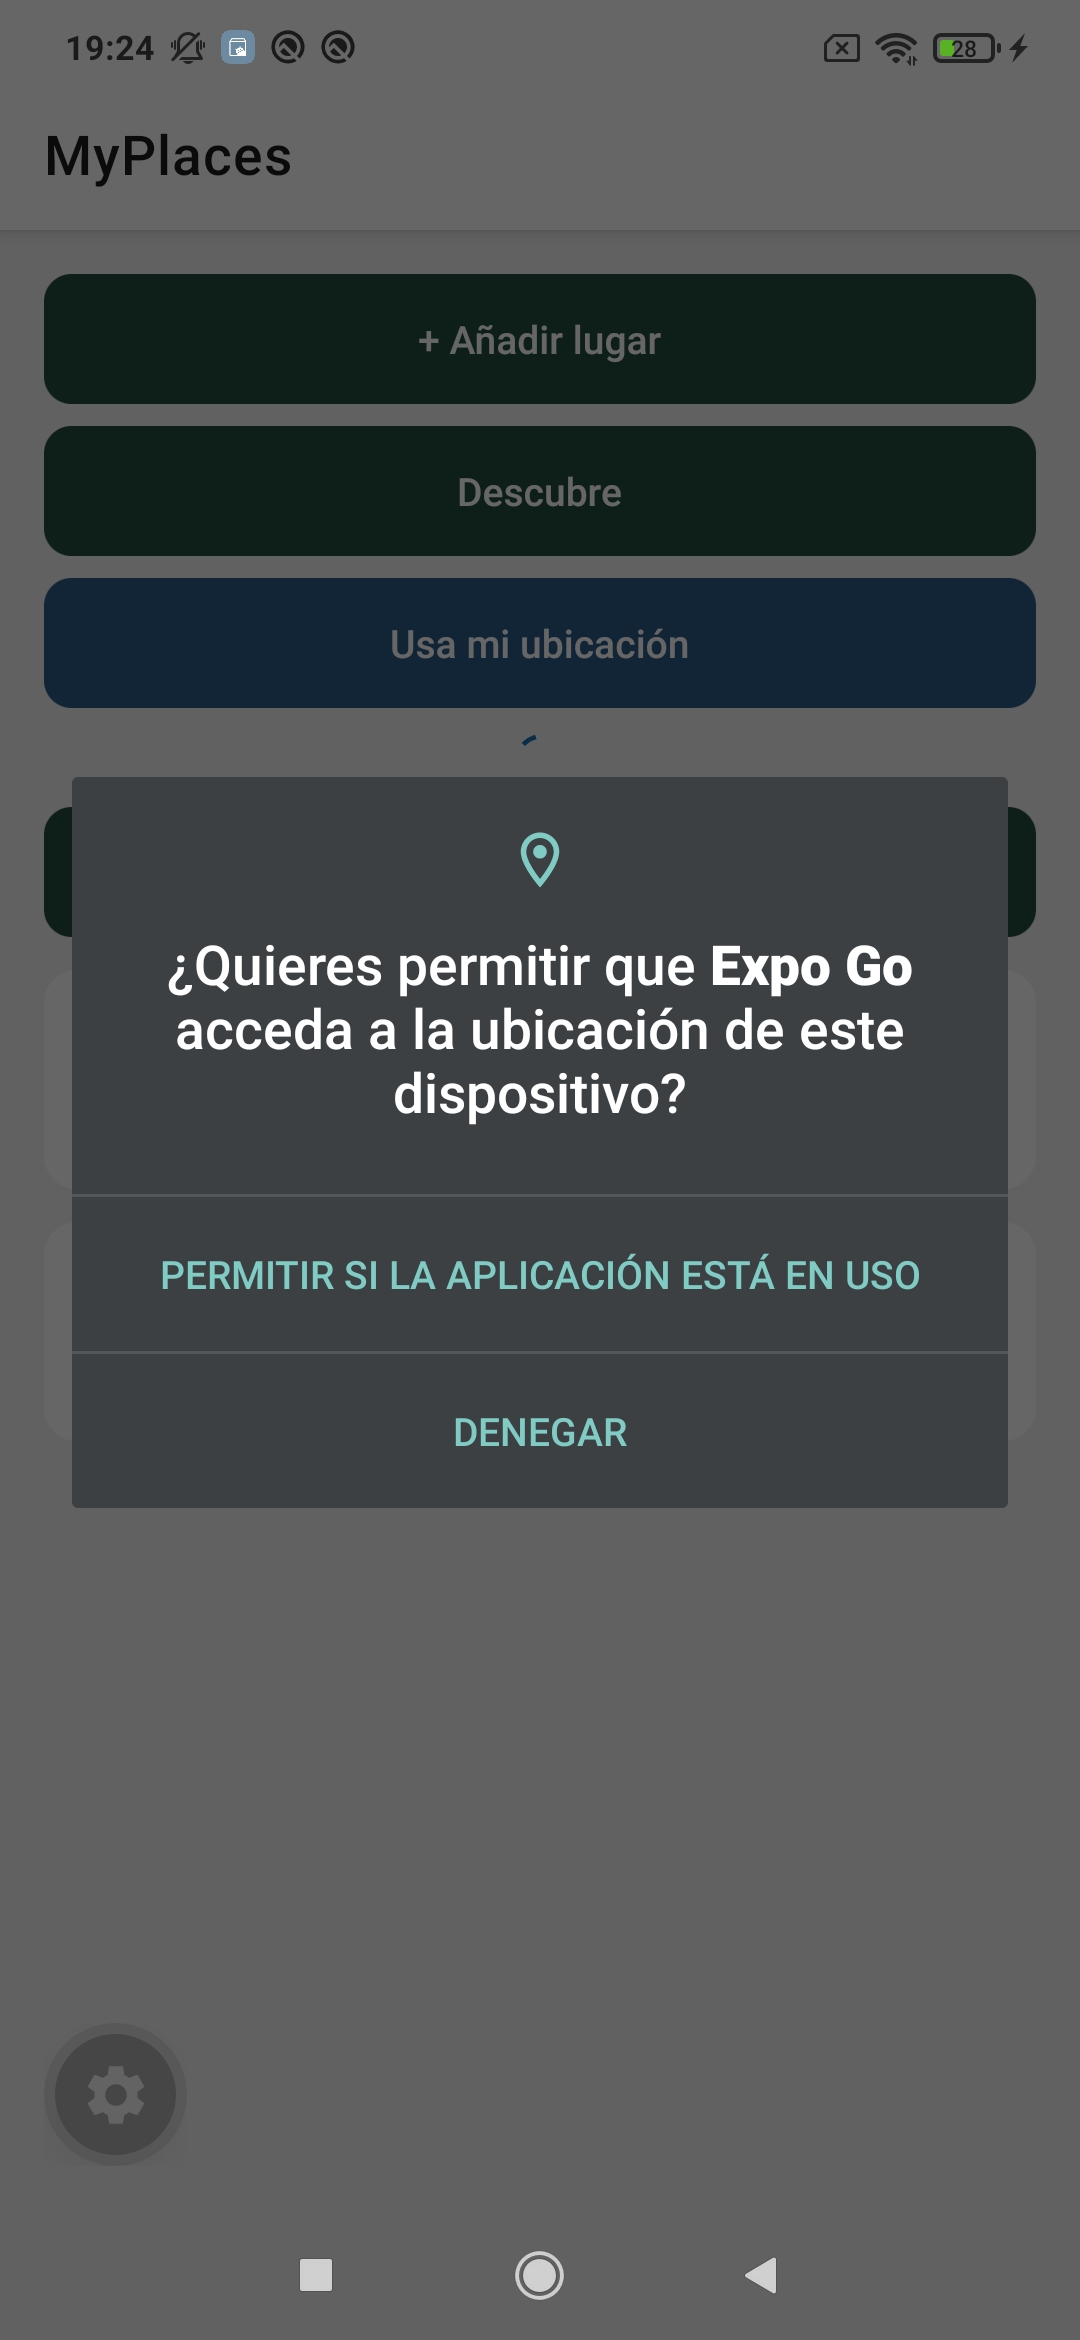 19:24
28
MyPlaces
+ Añadir lugar
Descubre
Usa mi ubicación
¿Quieres permitir que Expo Go
acceda a la ubicación de este
dispositivo?
PERMITIR SI LA APLICACIÓN ESTÁ EN USO
DENEGAR